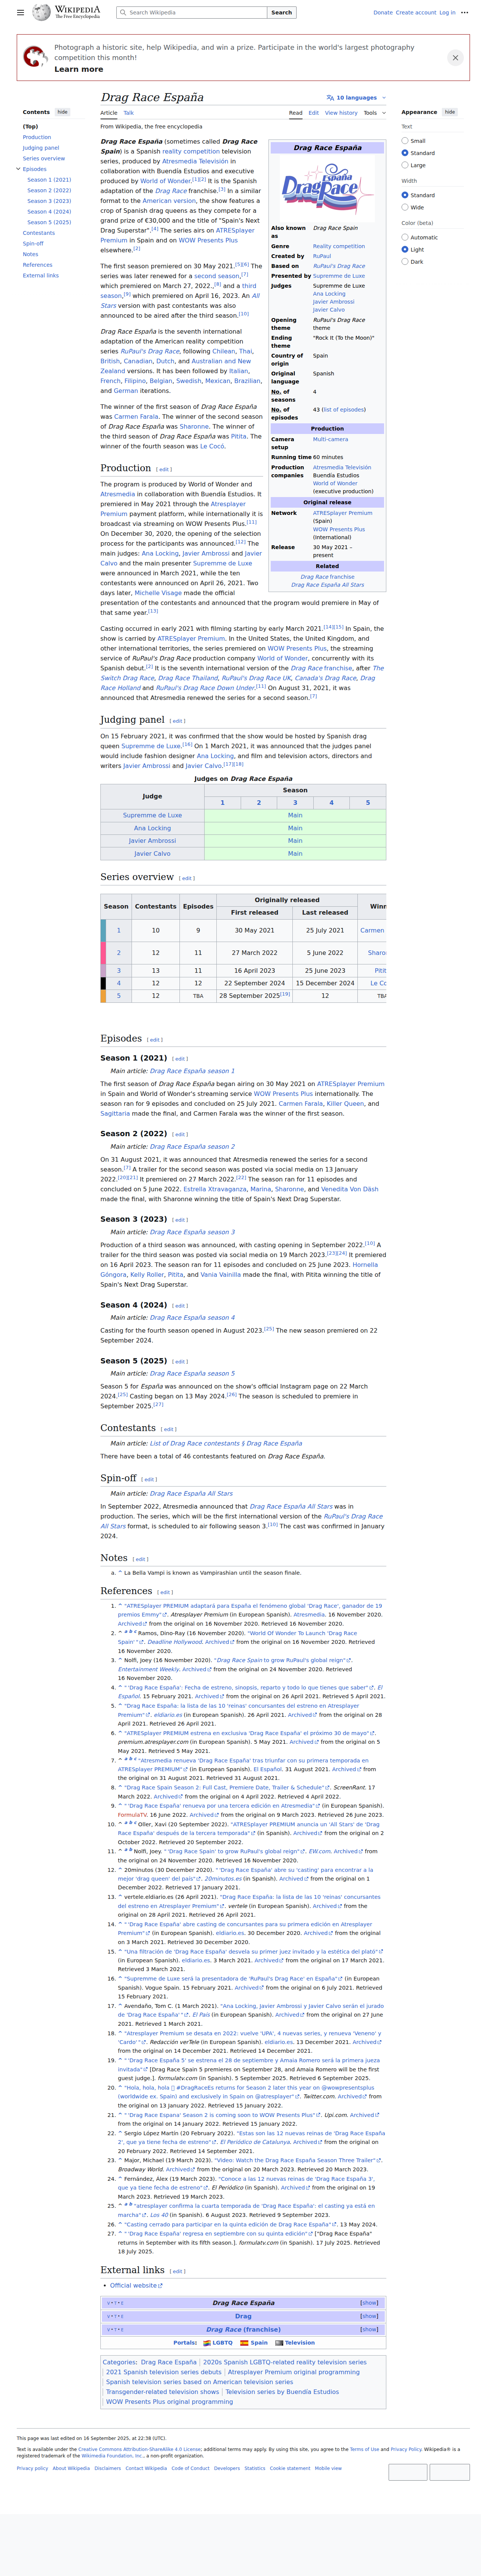 WIKIPEDIA
The Free Encyclopedia
Search Wikipedia
Search
Donate Create account Log in
Photograph a historic site, help Wikipedia, and win a prize. Participate in the world's largest photography
competition this month!
Learn more
Contents hide
(Top)
Production
Judging panel
Series overview
Episodes
Season 1 (2021)
Season 2 (2022)
Season 3 (2023)
Season 4 (2024)
Season 5 (2025)
Contestants
Spin-off
Notes
References
External links
Drag Race España
10 languages
Article Talk
Read Edit View history Tools
From Wikipedia, the free encyclopedia
Appearance hide
Text
Small
Standard
Large
Width
Standard
Wide
Color (beta)
Automatic
Light
Dark
Drag Race España (sometimes called Drag Race
Spain) is a Spanish reality competition television
series, produced by Atresmedia Televisión in
collaboration with Buendía Estudios and executive
produced by World of Wonder.[1][2] It is the Spanish
adaptation of the Drag Race franchise.[3] In a similar
format to the American version, the show features a
crop of Spanish drag queens as they compete for a
grand prize of €30,000 and the title of "Spain's Next
Drag Superstar".[4] The series airs on ATRESplayer
Premium in Spain and on WOW Presents Plus
elsewhere.[2]
The first season premiered on 30 May 2021.[5][6] The
series was later renewed for a second season,[7]
which premiered on March 27, 2022.,[8] and a third
season,[9] which premiered on April 16, 2023. An All
Stars version with past contestants was also
announced to be aired after the third season.[10]
Drag Race España is the seventh international
adaptation of the American reality competition
series RuPaul's Drag Race, following Chilean, Thai,
British, Canadian, Dutch, and Australian and New
Zealand versions. It has been followed by Italian,
French, Filipino, Belgian, Swedish, Mexican, Brazilian,
and German iterations.
The winner of the first season of Drag Race España
was Carmen Farala. The winner of the second season
of Drag Race España was Sharonne. The winner of
the third season of Drag Race España was Pitita. The
winner of the fourth season was Le Cocó.
Drag Race España
ESPAÑA
DragRace
Also known as Drag Race Spain
Genre Reality competition
Created by RuPaul
Based on RuPaul's Drag Race
Presented by Supremme de Luxe
Judges Supremme de Luxe
Ana Locking
Javier Ambrossi
Javier Calvo
Opening theme RuPaul's Drag Race theme
Ending theme "Rock It (To the Moon)"
Country of origin Spain
Original language Spanish
No. of seasons 4
No. of episodes 43 (list of episodes)
Production
Camera setup Multi-camera
Running time 60 minutes
Production companies Atresmedia Televisión
Buendía Estudios
World of Wonder
(executive production)
Original release
Network ATRESplayer Premium
(Spain)
WOW Presents Plus
(International)
Release 30 May 2021 –
present
Related
Drag Race franchise
Drag Race España All Stars
Production [ edit ]
The program is produced by World of Wonder and
Atresmedia in collaboration with Buendía Estudios. It
premiered in May 2021 through the Atresplayer
Premium payment platform, while internationally it is
broadcast via streaming on WOW Presents Plus.[11]
On December 30, 2020, the opening of the selection
process for participants was announced.[12] The
main judges: Ana Locking, Javier Ambrossi and Javier
Calvo and the main presenter Supremme de Luxe
were announced in March 2021, while the ten
contestants were announced on April 26, 2021. Two
days later, Michelle Visage made the official
presentation of the contestants and announced that the program would premiere in May of
that same year.[13]
Casting occurred in early 2021 with filming starting by early March 2021.[14][15] In Spain, the
show is carried by ATRESplayer Premium. In the United States, the United Kingdom, and
other international territories, the series premiered on WOW Presents Plus, the streaming
service of RuPaul's Drag Race production company World of Wonder, concurrently with its
Spanish debut.[2] It is the seventh international version of the Drag Race franchise, after The
Switch Drag Race, Drag Race Thailand, RuPaul's Drag Race UK, Canada's Drag Race, Drag
Race Holland and RuPaul's Drag Race Down Under.[11] On August 31, 2021, it was
announced that Atresmedia renewed the series for a second season.[7]
Judging panel [ edit ]
On 15 February 2021, it was confirmed that the show would be hosted by Spanish drag
queen Supremme de Luxe.[16] On 1 March 2021, it was announced that the judges panel
would include fashion designer Ana Locking, and film and television actors, directors and
writers Javier Ambrossi and Javier Calvo.[17][18]
Judges on Drag Race España
Judge Season
1 2 3 4 5
Supremme de Luxe Main
Ana Locking Main
Javier Ambrossi Main
Javier Calvo Main
Series overview [ edit ]
Season Contestants Episodes Originally released Winn
First released Last released
1 10 9 30 May 2021 25 July 2021 Carmen
2 12 11 27 March 2022 5 June 2022 Sharon
3 13 11 16 April 2023 25 June 2023 Pitit
4 12 12 22 September 2024 15 December 2024 Le Co
5 12 TBA 28 September 2025[19] 12 TBA
Episodes [ edit ]
Season 1 (2021) [ edit ]
Main article: Drag Race España season 1
The first season of Drag Race España began airing on 30 May 2021 on ATRESplayer Premium
in Spain and World of Wonder's streaming service WOW Presents Plus internationally. The
season ran for 9 episodes and concluded on 25 July 2021. Carmen Farala, Killer Queen, and
Sagittaria made the final, and Carmen Farala was the winner of the first season.
Season 2 (2022) [ edit ]
Main article: Drag Race España season 2
On 31 August 2021, it was announced that Atresmedia renewed the series for a second
season.[7] A trailer for the second season was posted via social media on 13 January
2022.[20][21] It premiered on 27 March 2022.[22] The season ran for 11 episodes and
concluded on 5 June 2022. Estrella Xtravaganza, Marina, Sharonne, and Venedita Von Däsh
made the final, with Sharonne winning the title of Spain's Next Drag Superstar.
Season 3 (2023) [ edit ]
Main article: Drag Race España season 3
Production of a third season was announced, with casting opening in September 2022.[10] A
trailer for the third season was posted via social media on 19 March 2023.[23][24] It premiered
on 16 April 2023. The season ran for 11 episodes and concluded on 25 June 2023. Hornella
Góngora, Kelly Roller, Pitita, and Vania Vainilla made the final, with Pitita winning the title of
Spain's Next Drag Superstar.
Season 4 (2024) [ edit ]
Main article: Drag Race España season 4
Casting for the fourth season opened in August 2023.[25] The new season premiered on 22
September 2024.
Season 5 (2025) [ edit ]
Main article: Drag Race España season 5
Season 5 for España was announced on the show's official Instagram page on 22 March
2024.[25] Casting began on 13 May 2024.[26] The season is scheduled to premiere in
September 2025.[27]
Contestants [ edit ]
Main article: List of Drag Race contestants § Drag Race España
There have been a total of 46 contestants featured on Drag Race España.
Spin-off [ edit ]
Main article: Drag Race España All Stars
In September 2022, Atresmedia announced that Drag Race España All Stars was in
production. The series, which will be the first international version of the RuPaul's Drag Race
All Stars format, is scheduled to air following season 3.[10] The cast was confirmed in January
2024.
Notes [ edit ]
a. ^ La Bella Vampi is known as Vampirashian until the season finale.
References [ edit ]
1. ^ "ATRESplayer PREMIUM adaptará para España el fenómeno global 'Drag Race', ganador de 19
premios Emmy". Atresplayer Premium (in European Spanish). Atresmedia. 16 November 2020.
Archived from the original on 16 November 2020. Retrieved 16 November 2020.
2. ^ a b c Ramos, Dino-Ray (16 November 2020). "World Of Wonder To Launch 'Drag Race
Spain' ". Deadline Hollywood. Archived from the original on 16 November 2020. Retrieved
16 November 2020.
3. ^ Nolfi, Joey (16 November 2020). "Drag Race Spain to grow RuPaul's global reign".
Entertainment Weekly. Archived from the original on 24 November 2020. Retrieved
16 November 2020.
4. ^ " 'Drag Race España': Fecha de estreno, sinopsis, reparto y todo lo que tienes que saber". El
Español. 15 February 2021. Archived from the original on 26 April 2021. Retrieved 5 April 2021.
5. ^ "Drag Race España: la lista de las 10 'reinas' concursantes del estreno en Atresplayer
Premium". eldiario.es (in European Spanish). 26 April 2021. Archived from the original on
26 April 2021. Retrieved 26 April 2021.
6. ^ "ATRESplayer PREMIUM estrena en exclusiva 'Drag Race España' el próximo 30 de mayo".
premium.atresplayer.com (in European Spanish). 5 May 2021. Archived from the original on
5 May 2021. Retrieved 5 May 2021.
7. ^ a b c "Atresmedia renueva 'Drag Race España' tras triunfar con su primera temporada en
ATRESplayer PREMIUM" (in European Spanish). El Español. 31 August 2021. Archived
from the original on 31 August 2021. Retrieved 31 August 2021.
8. ^ "Drag Race Spain Season 2: Full Cast, Premiere Date, Trailer & Schedule". ScreenRant. 1 March
2022. Archived from the original on 4 April 2022. Retrieved 4 April 2022.
9. ^ " 'Drag Race España' renueva por una tercera edición en Atresmedia" (in European Spanish).
FormulaTV. 16 June 2022. Archived from the original on 9 March 2023. Retrieved 26 June 2023.
10. ^ a b c Oller, Xavi (20 September 2022). "ATRESplayer PREMIUM anuncia un 'All Stars' de 'Drag
Race España' después de la tercera temporada" (in Spanish). Archived from the original on 2
October 2022. Retrieved 20 September 2022.
11. ^ a b Nolfi, Joey. " 'Drag Race Spain' to grow RuPaul's global reign". EW.com. Archived from the
original on 24 November 2020. Retrieved 16 November 2020.
12. ^ 20minutos (30 December 2020). " 'Drag Race España' abre su 'casting' para encontrar a la
mejor 'drag queen' del país". 20minutos.es (in Spanish). Archived from the original on 1
December 2021. Retrieved 17 January 2021.
13. ^ vertele.eldiario.es (26 April 2021). "Drag Race España: la lista de las 10 'reinas' concursantes
del estreno en Atresplayer Premium". vertele (in European Spanish). Archived from the
original on 28 April 2021. Retrieved 26 April 2021.
14. ^ " 'Drag Race España' abre casting de concursantes para su primera edición en Atresplayer
Premium" (in European Spanish). eldiario.es. 30 December 2020. Archived from the original
on 3 March 2021. Retrieved 30 December 2020.
15. ^ "Una filtración de 'Drag Race España' desvela su primer juez invitado y la estética del plató"
(in European Spanish). eldiario.es. 3 March 2021. Archived from the original on 17 March 2021.
Retrieved 3 March 2021.
16. ^ "Supremme de Luxe será la presentadora de 'RuPaul's Drag Race' en España" (in European
Spanish). Vogue Spain. 15 February 2021. Archived from the original on 6 July 2021. Retrieved
15 February 2021.
17. ^ Avendaño, Tom C. (1 March 2021). "Ana Locking, Javier Ambrossi y Javier Calvo serán el jurado
de 'Drag Race España' ". El País (in European Spanish). Archived from the original on 27 June
2021. Retrieved 1 March 2021.
18. ^ "Atresplayer Premium se desata en 2022: vuelve 'UPA', 4 nuevas series, y renueva 'Veneno' y
'Cardo' ". Redacción verTele (in European Spanish). eldiario.es. 13 December 2021. Archived
from the original on 14 December 2021. Retrieved 14 December 2021.
19. ^ " 'Drag Race España 5' se estrena el 28 de septiembre y Amaia Romero será la primera jueza
invitada" [Drag Race Spain 5 premieres on September 28, and Amaia Romero will be the first
guest judge.]. formulatv.com (in Spanish). 5 September 2025. Retrieved 6 September 2025.
20. ^ "Hola, hola, hola #DragRaceEs returns for Season 2 later this year on @wowpresentsplus
(worldwide ex. Spain) and exclusively in Spain on @atresplayer". Twitter.com. Archived from the
original on 13 January 2022. Retrieved 15 January 2022.
21. ^ " 'Drag Race Espana' Season 2 is coming soon to WOW Presents Plus". Upi.com. Archived
from the original on 14 January 2022. Retrieved 15 January 2022.
22. ^ Sergio López Martín (20 February 2022). "Estas son las 12 nuevas reinas de 'Drag Race España
2', que ya tiene fecha de estreno". El Periódico de Catalunya. Archived from the original on
20 February 2022. Retrieved 14 September 2021.
23. ^ Major, Michael (19 March 2023). "Video: Watch the Drag Race España Season Three Trailer".
Broadway World. Archived from the original on 20 March 2023. Retrieved 20 March 2023.
24. ^ Fernández, Álex (19 March 2023). "Conoce a las 12 nuevas reinas de 'Drag Race España 3',
que ya tiene fecha de estreno". El Periódico (in European Spanish). Archived from the original on
19 March 2023. Retrieved 19 March 2023.
25. ^ a b "atresplayer confirma la cuarta temporada de 'Drag Race España': el casting ya está en
marcha". Los 40 (in Spanish). 6 August 2023. Retrieved 9 September 2023.
26. ^ "Casting cerrado para participar en la quinta edición de Drag Race España". 13 May 2024.
27. ^ " 'Drag Race España' regresa en septiembre con su quinta edición" ["Drag Race España"
returns in September with its fifth season.]. formulatv.com (in Spanish). 17 July 2025. Retrieved
18 July 2025.
External links [ edit ]
• Official website
v · t · e Drag Race España [show]
v · t · e Drag [show]
v · t · e Drag Race (franchise) [show]
Portals: LGBTQ Spain Television
Categories: Drag Race España | 2020s Spanish LGBTQ-related reality television series
2021 Spanish television series debuts | Atresplayer Premium original programming
Spanish television series based on American television series
Transgender-related television shows | Television series by Buendía Estudios
WOW Presents Plus original programming
This page was last edited on 16 September 2025, at 22:38 (UTC).
Text is available under the Creative Commons Attribution-ShareAlike 4.0 License; additional terms may apply. By using this site, you agree to the Terms of Use and Privacy Policy. Wikipedia® is a
registered trademark of the Wikimedia Foundation, Inc., a non-profit organization.
Privacy policy About Wikipedia Disclaimers Contact Wikipedia Code of Conduct Developers Statistics Cookie statement Mobile view